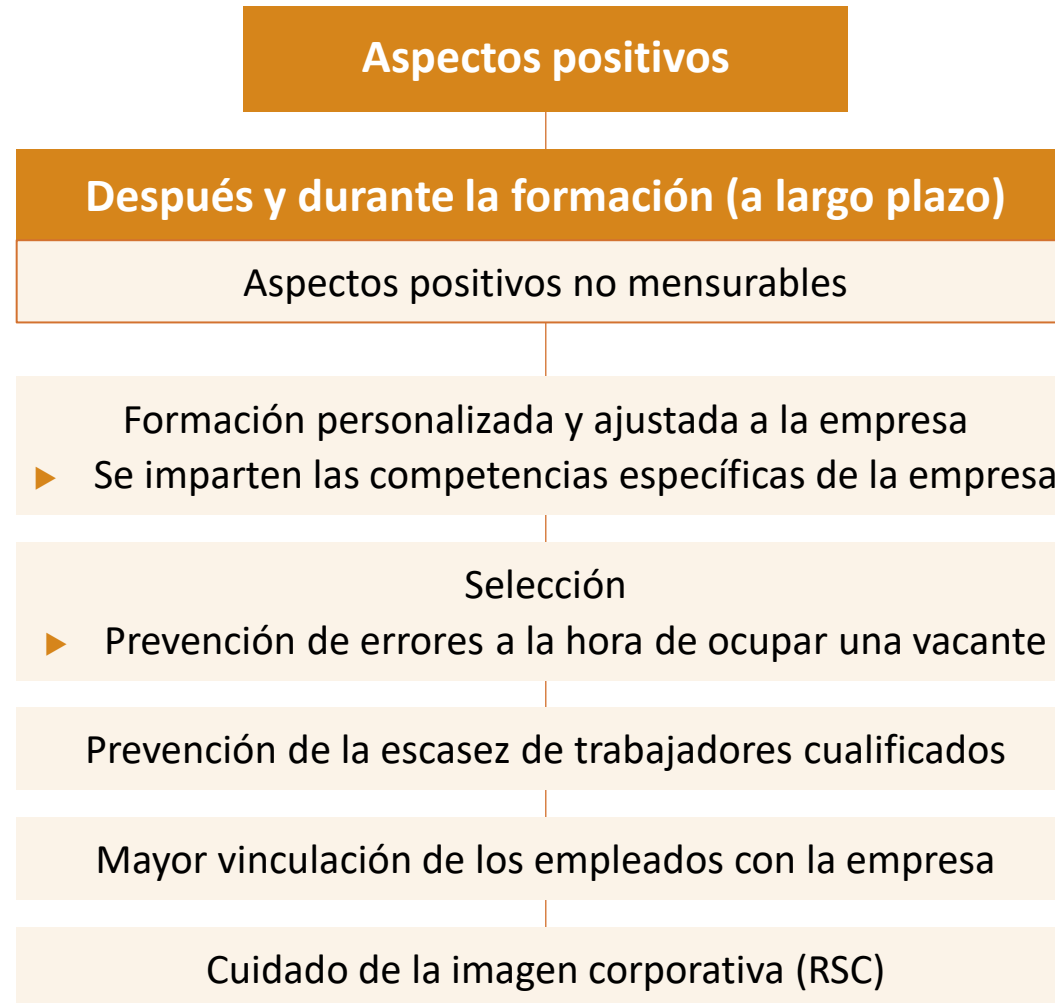 Aspectos positivos
Después y durante la formación (a largo plazo)
Aspectos positivos no mensurables
Formación personalizada y ajustada a la empresa
Se imparten las competencias específicas de la empresa
Selección
Prevención de errores a la hora de ocupar una vacante
Prevención de la escasez de trabajadores cualificados
Mayor vinculación de los empleados con la empresa
Cuidado de la imagen corporativa (RSC)